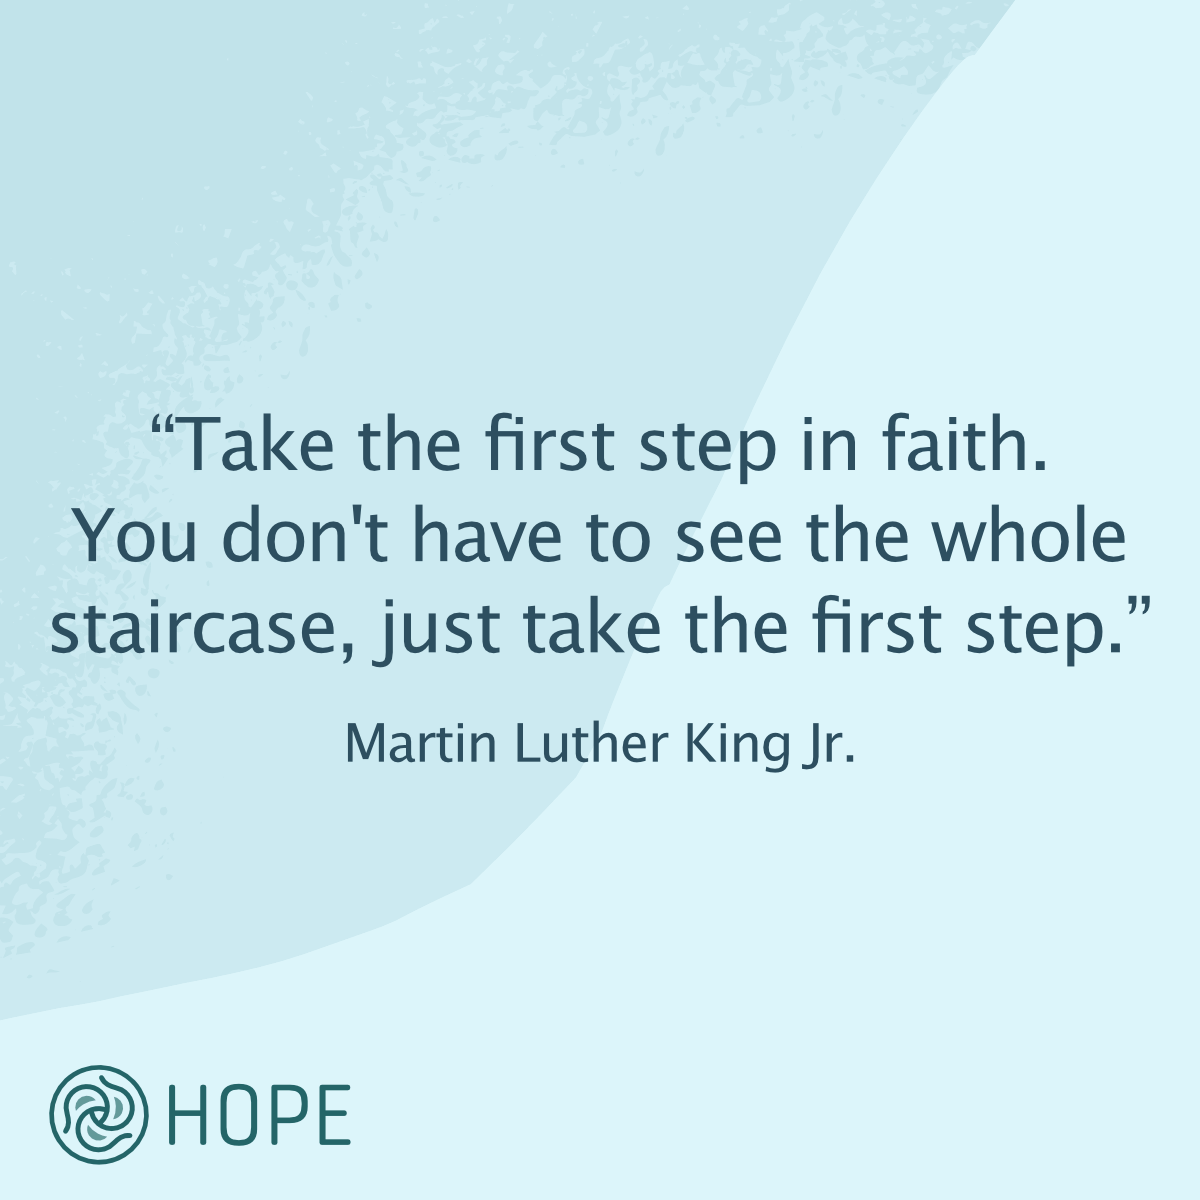 “Take the first step in faith.
You don't have to see the whole
staircase, just take the first step.”
Martin Luther King Jr.
HOPE